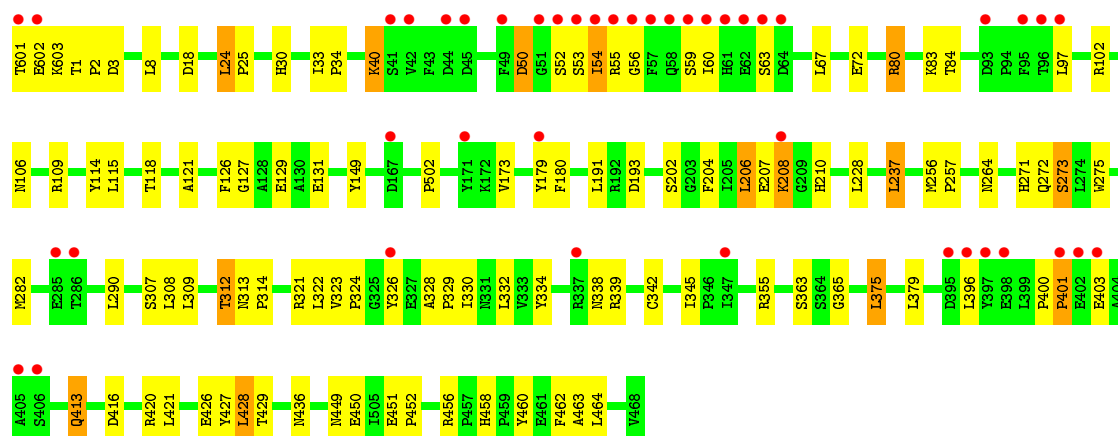 T601 E602 K603 T1 P2 D3 L8 D18 L24 P25 H30 I33 P34 K40 S41 V42 F43 D44 D45 F49 D50 G51 S52 S53 I54 R55 G56 F57 Q58 S59 I60 H61 E62 S63 D64 L67 E72 R80 K83 T84 D93 P94 F95 T96 L97 R102
N106 R109 Y114 L115 T118 A121 F126 G127 A128 E129 A130 E131 Y149 D167 P502 Y171 K172 V173 Y179 F180 L191 R192 D193 S202 G203 F204 I205 L206 E207 K208 G209 H210 L228 L237 M256 P257 N264 H271 Q272 S273 L274 W275
M282 E285 T286 L290 S307 L308 L309 T312 N313 P314 R321 L322 V323 P324 G325 Y326 E327 A328 P329 I330 N331 L332 V333 Y334 R337 N338 R339 C342 I345 P346 I347 R355 S363 S364 G365 L375 L379 D395 L396 Y397 E398 L399 P400 P401 E402 E403
A405 S406 Q413 D416 R420 L421 E426 Y427 L428 T429 N436 N449 E450 I505 E451 P452 R456 P457 H458 P459 Y460 E461 F462 A463 L464 V468